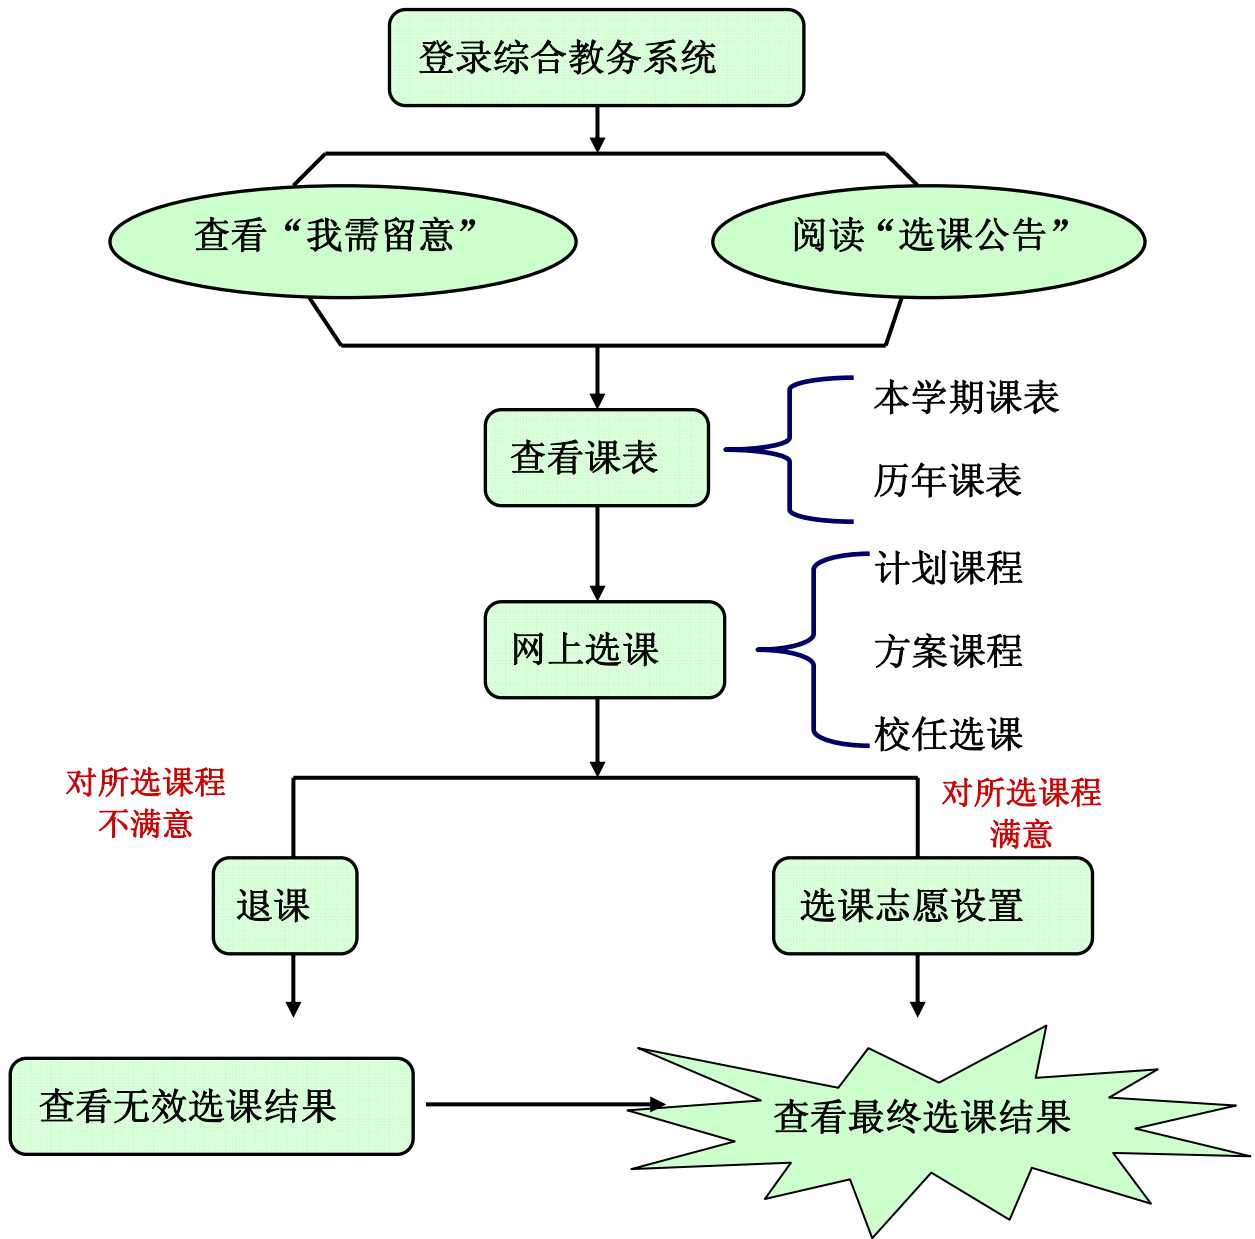 登录综合教务系统
查看“我需留意”
阅读“选课公告”
本学期课表
查看课表
历年课表
计划课程
网上选课
方案课程
校任选课
对所选课程
不满意
对所选课程
满意
退课
选课志愿设置
查看无效选课结果
查看最终选课结果